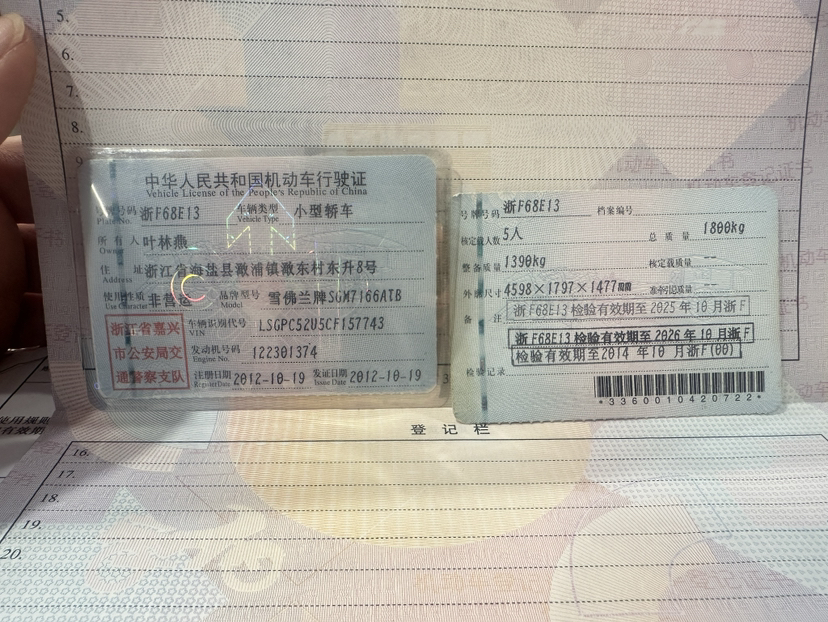 5.
6.
7.
8.
9
中华人民共和国机动车行驶证
Vehicle License of the People's Republic of China
号码 浙F68E13 车辆类型 小型轿车
Plate No. Vehicle Type
所有人 叶林燕
Owner
住址 浙江省海盐县澉浦镇澉东村东升8号
Address
使用性质 非营运 品牌型号 雪佛兰牌SGM7166ATB
Use Character Model
浙江省嘉兴
市公安局交
通警察支队
车辆识别代号 LSGPC52U5CF157743
VIN
发动机号码 122301374
Engine No.
注册日期 2012-10-19 发证日期 2012-10-19
Register Date Issue Date
号牌号码 浙F68E13 档案编号
核定载人数 5人 总质量 1800kg
整备质量 1390kg 核定载质量 --
外廓尺寸 4598×1797×1477 准牵引总质量 --
备注 浙F68E13检验有效期至2025年10月浙F
浙F68E13检验有效期至2026年10月浙F
检验有效期至2014年10月浙F(00)
检验记录
*3360010420722*
登记栏
16.
17.
18.
19.
20.
登记证书